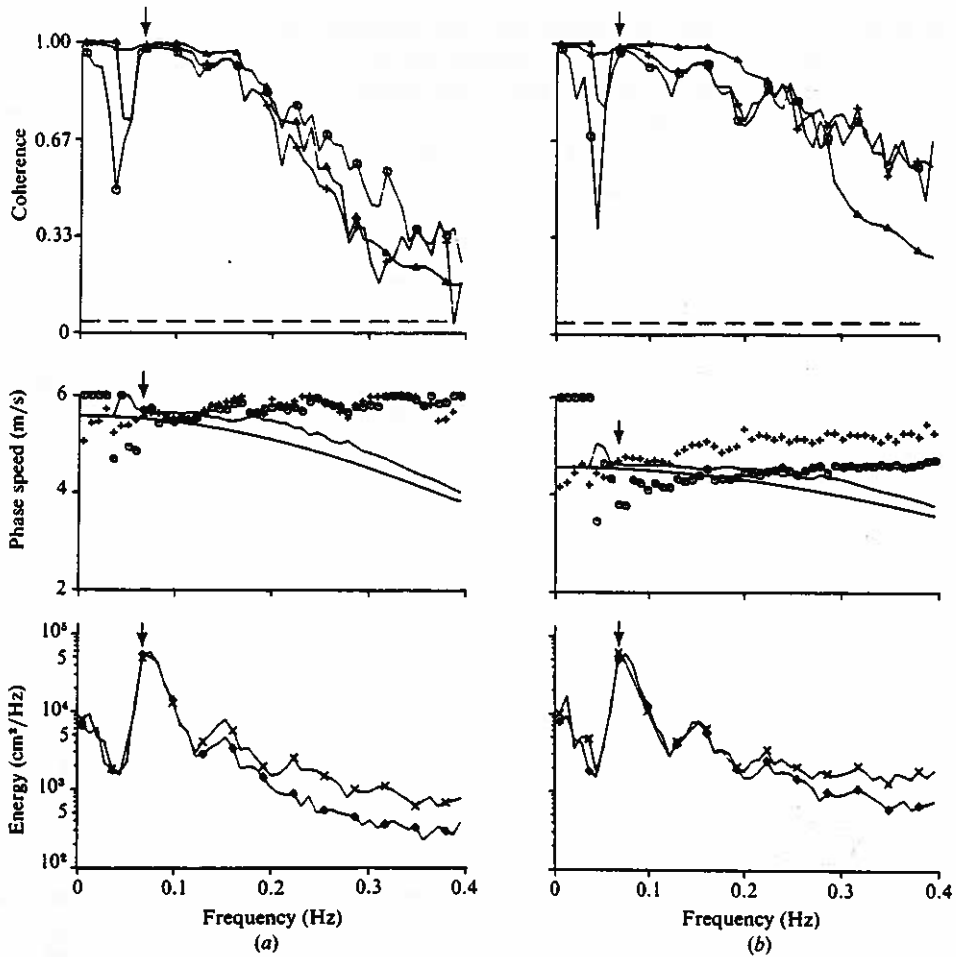 1.00
0.67
0.33
0
Coherence
6
4
2
Phase speed (m/s)
10⁵
5
10⁴
5
10³
5
10²
Energy (cm²/Hz)
0 0.1 0.2 0.3 0.4
Frequency (Hz)
(a)
0 0.1 0.2 0.3 0.4
Frequency (Hz)
(b)